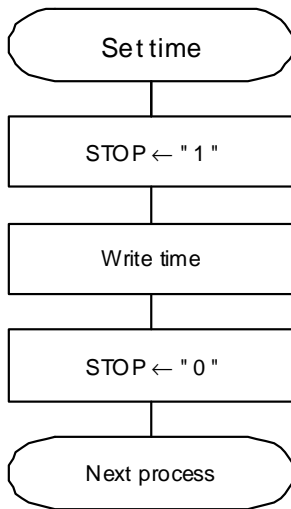 Set time
STOP ← "1"
Write time
STOP ← "0"
Next process